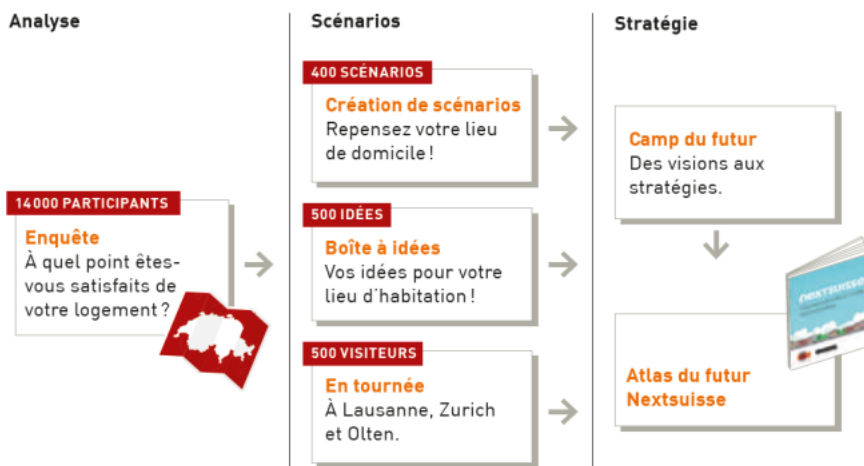 Analyse
14000 PARTICIPANTS
Enquête
À quel point êtes-
vous satisfaits de
votre logement ?
Scénarios
400 SCÉNARIOS
Création de scénarios
Repensez votre lieu
de domicile !
500 IDÉES
Boîte à idées
Vos idées pour votre
lieu d’habitation !
500 VISITEURS
En tournée
À Lausanne, Zurich
et Olten.
Stratégie
Camp du futur
Des visions aux
stratégies.
Atlas du futur
Nextsuisse
nextsuisse